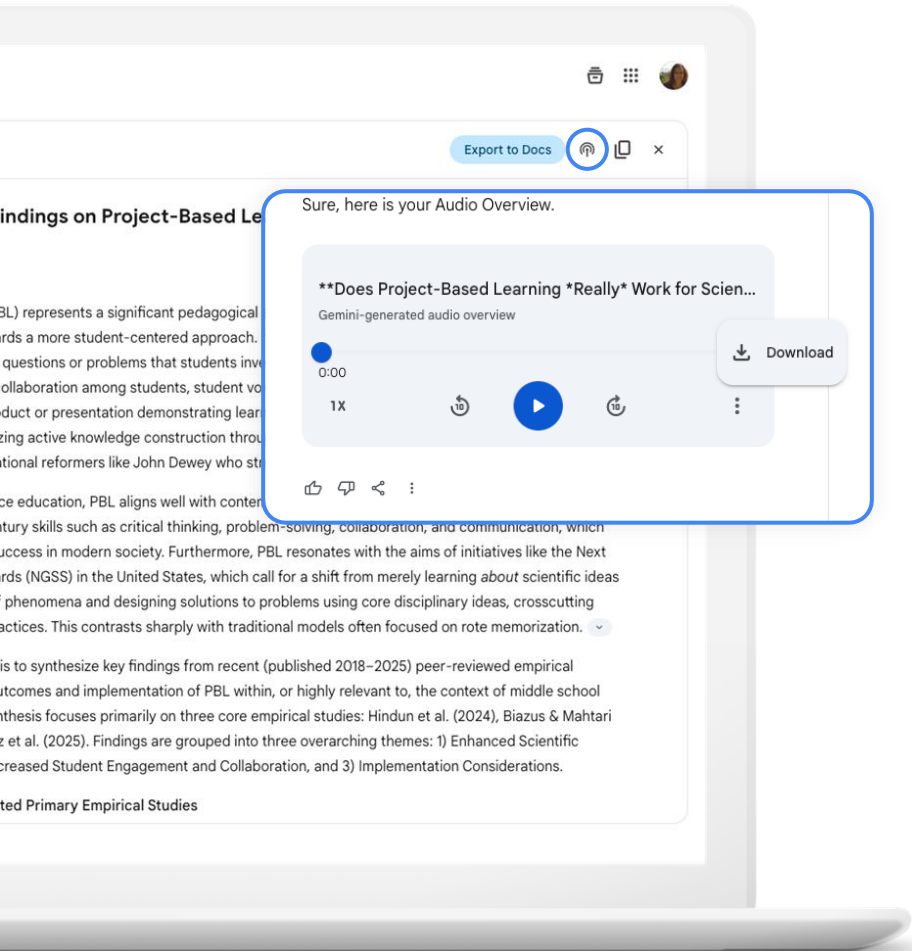 Export to Docs
indings on Project-Based Le
Sure, here is your Audio Overview.
**Does Project-Based Learning *Really* Work for Scien...
Gemini-generated audio overview
Download
0:00
1X
10
10
BL) represents a significant pedagogical
rds a more student-centered approach.
questions or problems that students inve
ollaboration among students, student vo
duct or presentation demonstrating lear
zing active knowledge construction throu
tional reformers like John Dewey who str
ce education, PBL aligns well with conter
ntury skills such as critical thinking, problem-solving, collaboration, and communication, which
uccess in modern society. Furthermore, PBL resonates with the aims of initiatives like the Next
rds (NGSS) in the United States, which call for a shift from merely learning about scientific ideas
f phenomena and designing solutions to problems using core disciplinary ideas, crosscutting
actices. This contrasts sharply with traditional models often focused on rote memorization.
is to synthesize key findings from recent (published 2018–2025) peer-reviewed empirical
utcomes and implementation of PBL within, or highly relevant to, the context of middle school
nthesis focuses primarily on three core empirical studies: Hindun et al. (2024), Biazus & Mahtari
z et al. (2025). Findings are grouped into three overarching themes: 1) Enhanced Scientific
creased Student Engagement and Collaboration, and 3) Implementation Considerations.
ted Primary Empirical Studies